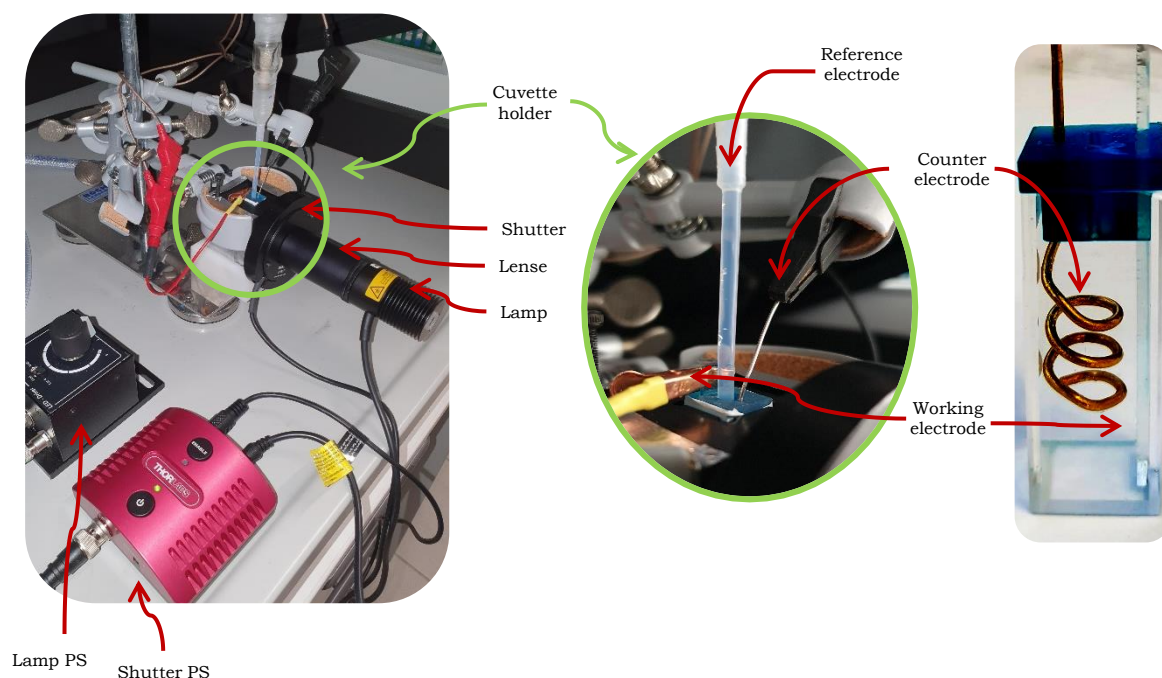 Reference
electrode
Cuvette
holder
Counter
electrode
Shutter
Lense
Lamp
Working
electrode
THORLABS
Lamp PS
Shutter PS